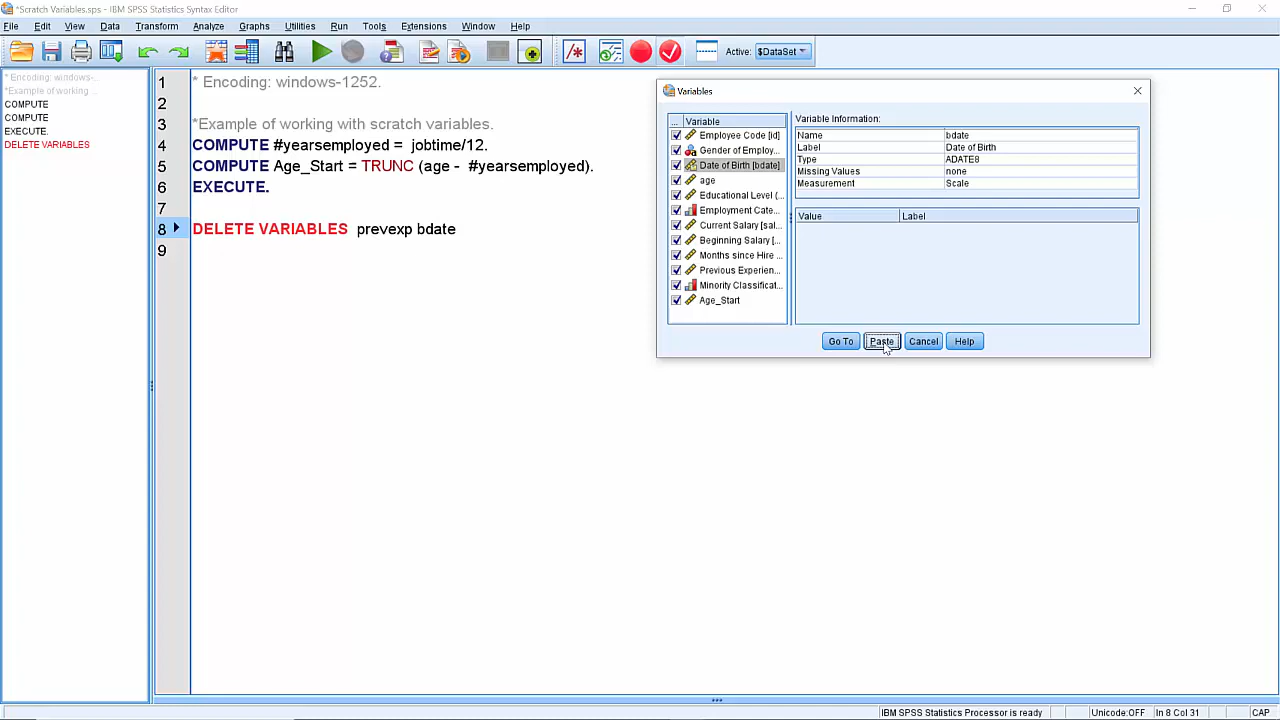 *Scratch Variables.sps - IBM SPSS Statistics Syntax Editor
File Edit View Data Transform Analyze Graphs Utilities Run Tools Extensions Window Help
Active: $DataSet
* Encoding: windows-...
*Example of working ...
COMPUTE
COMPUTE
EXECUTE.
DELETE VARIABLES
1 * Encoding: windows-1252.
2
3 *Example of working with scratch variables.
4 COMPUTE #yearsemployed = jobtime/12.
5 COMPUTE Age_Start = TRUNC (age - #yearsemployed).
6 EXECUTE.
7
8 DELETE VARIABLES prevexp bdate
9
Variables
... Variable
Employee Code [id]
Gender of Employ...
Date of Birth [bdate]
age
Educational Level (...
Employment Cate...
Current Salary [sal...
Beginning Salary [...
Months since Hire ...
Previous Experien...
Minority Classificat...
Age_Start
Variable Information:
Name bdate
Label Date of Birth
Type ADATE8
Missing Values none
Measurement Scale
Value Label
Go To Paste Cancel Help
IBM SPSS Statistics Processor is ready Unicode:OFF In 8 Col 31 CAP